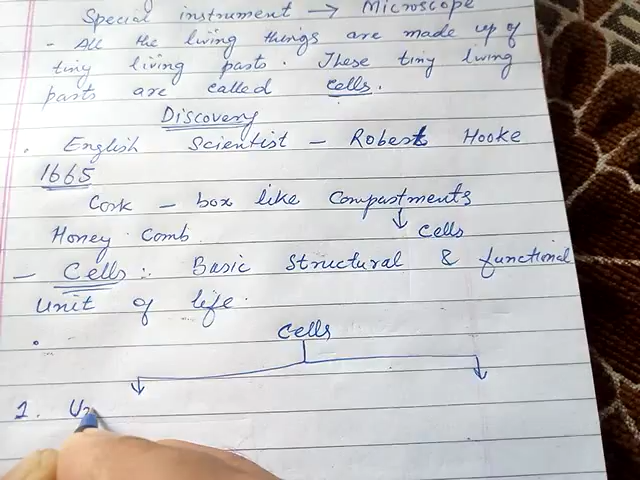 Special instrument → Microscope
- All the living things are made up of
tiny living parts. These tiny living
parts are called cells.
Discovery
. English Scientist - Robert Hooke
1665
Cork - box like Compartments
↓ Cells
Honey Comb.
- Cells:. Basic Structural & functional
unit of life.
Cells
1. Un